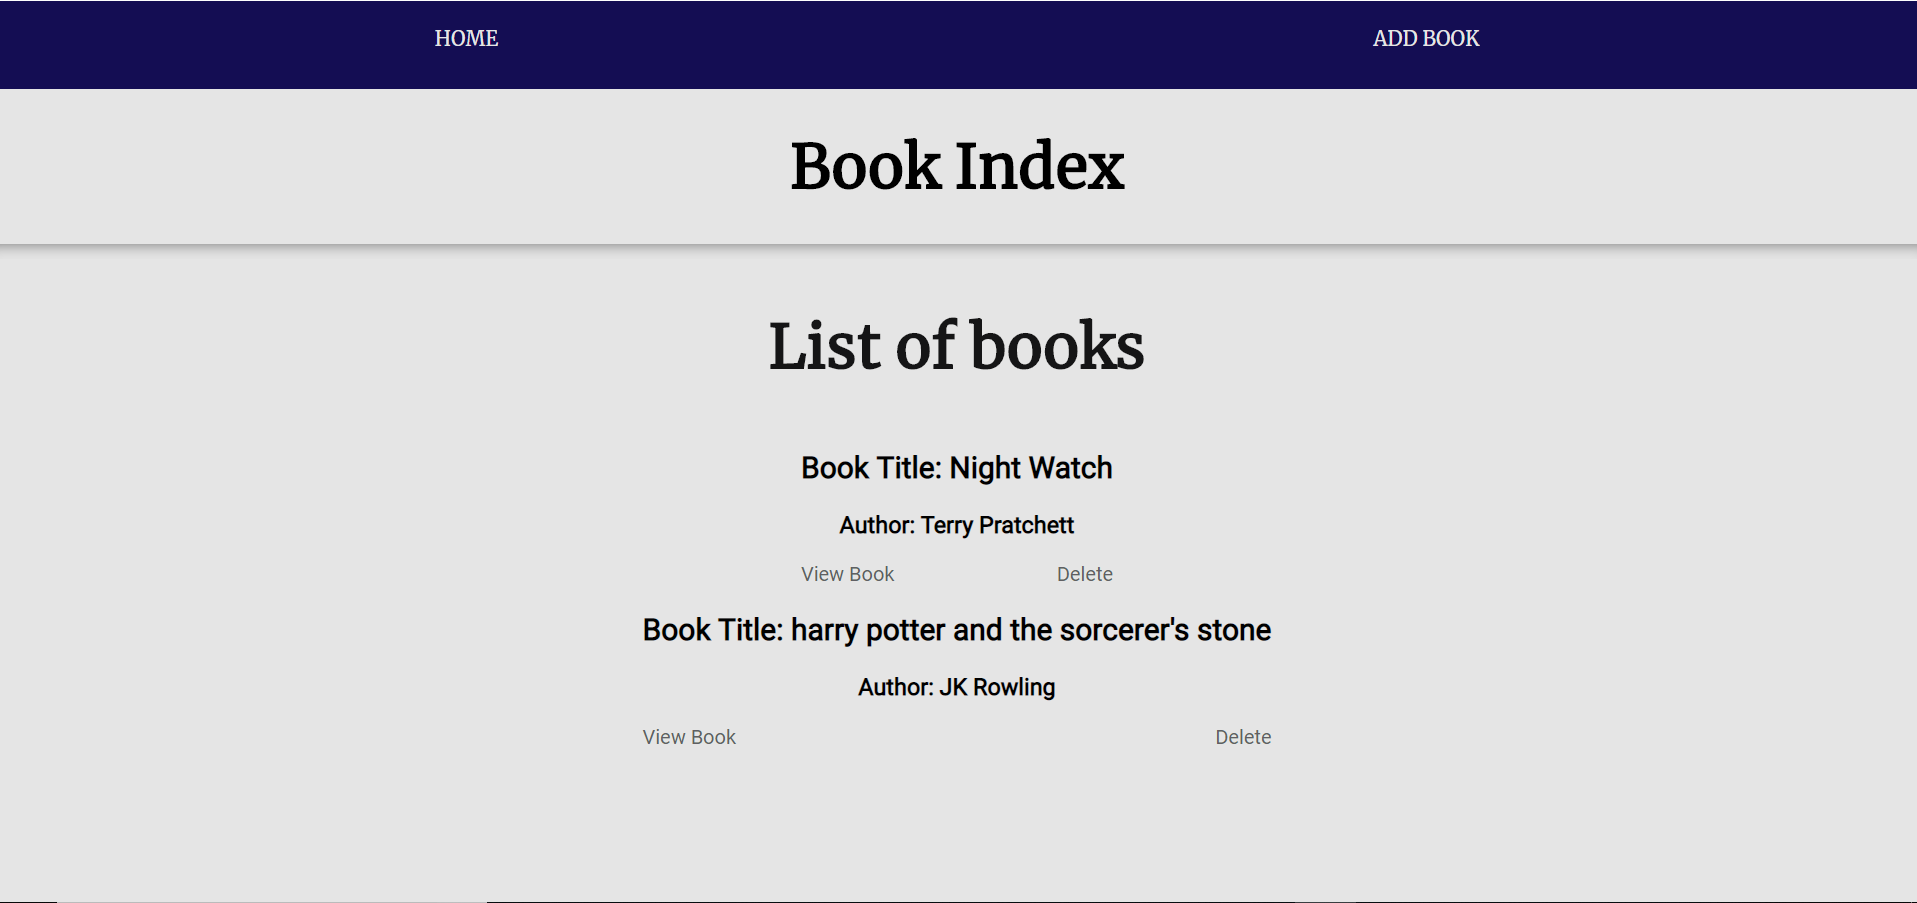 HOME ADD BOOK
Book Index
List of books
Book Title: Night Watch
Author: Terry Pratchett
View Book Delete
Book Title: harry potter and the sorcerer's stone
Author: JK Rowling
View Book Delete